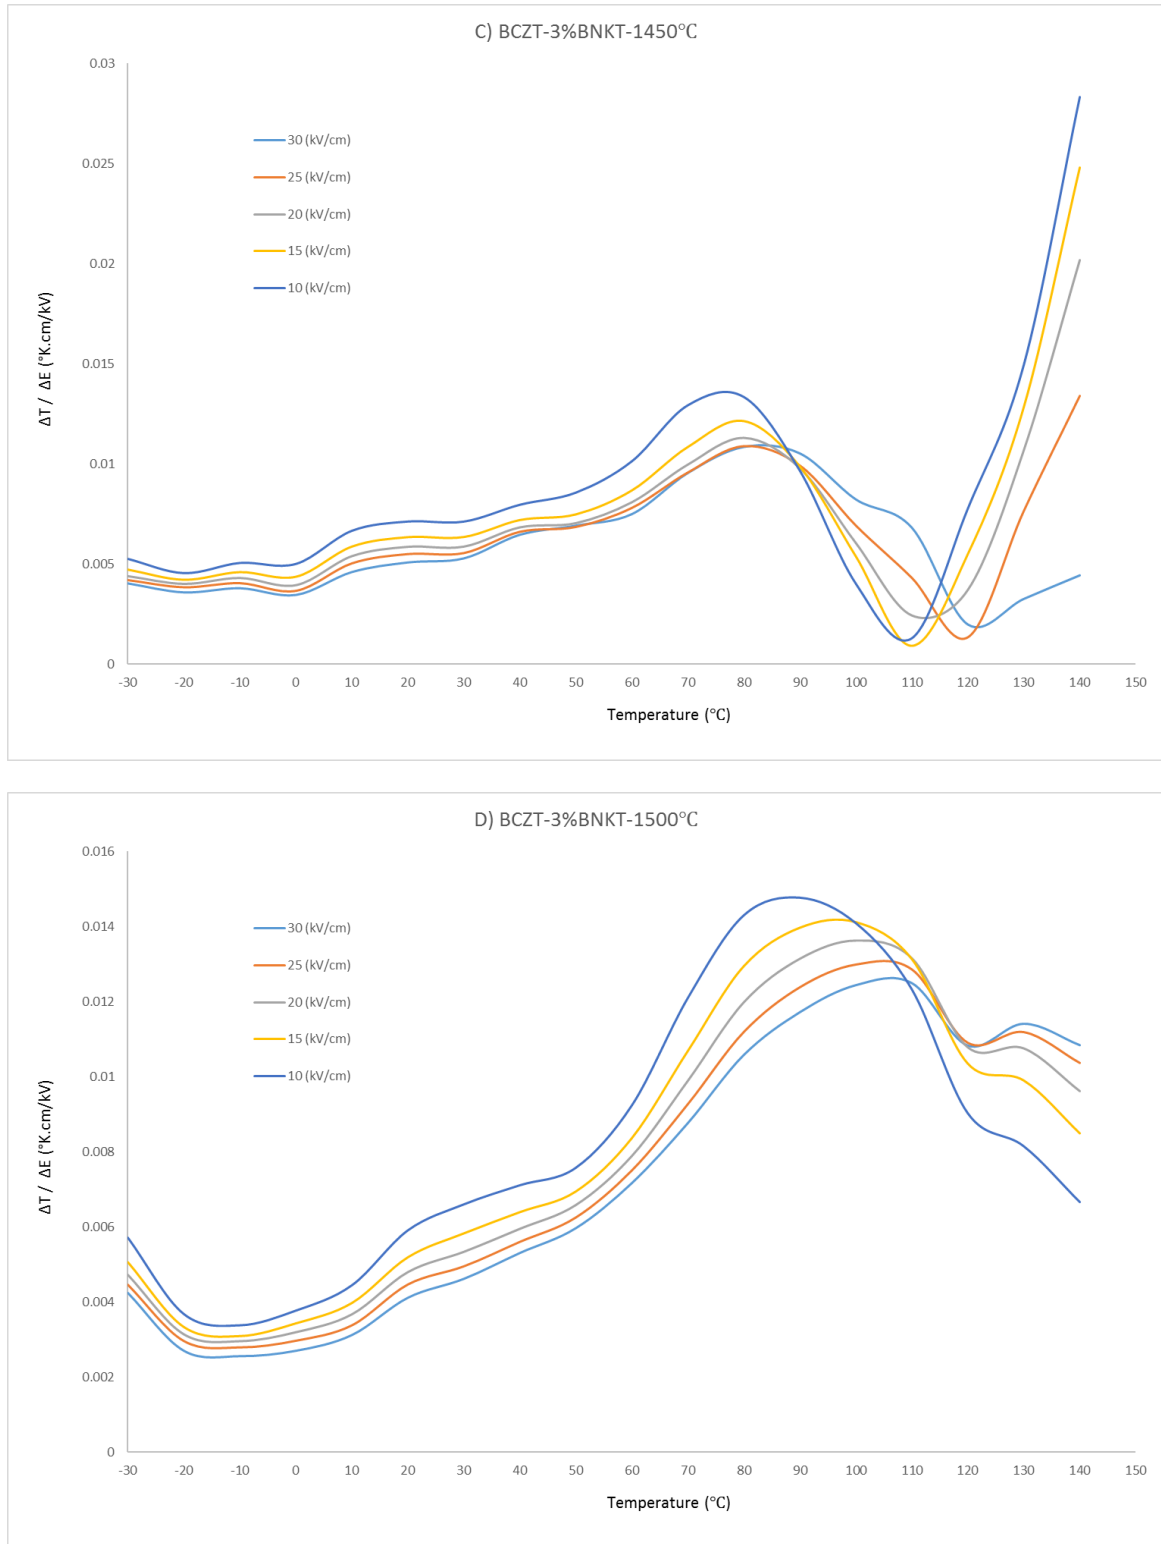 C) BCZT-3%BNKT-1450℃
0.03
0.025
0.02
0.015
0.01
0.005
0
ΔT / ΔE (°K.cm/kV)
30 (kV/cm)
25 (kV/cm)
20 (kV/cm)
15 (kV/cm)
10 (kV/cm)
-30 -20 -10 0 10 20 30 40 50 60 70 80 90 100 110 120 130 140 150
Temperature (℃)
D) BCZT-3%BNKT-1500℃
0.016
0.014
0.012
0.01
0.008
0.006
0.004
0.002
0
ΔT / ΔE (°K.cm/kV)
30 (kV/cm)
25 (kV/cm)
20 (kV/cm)
15 (kV/cm)
10 (kV/cm)
-30 -20 -10 0 10 20 30 40 50 60 70 80 90 100 110 120 130 140 150
Temperature (℃)